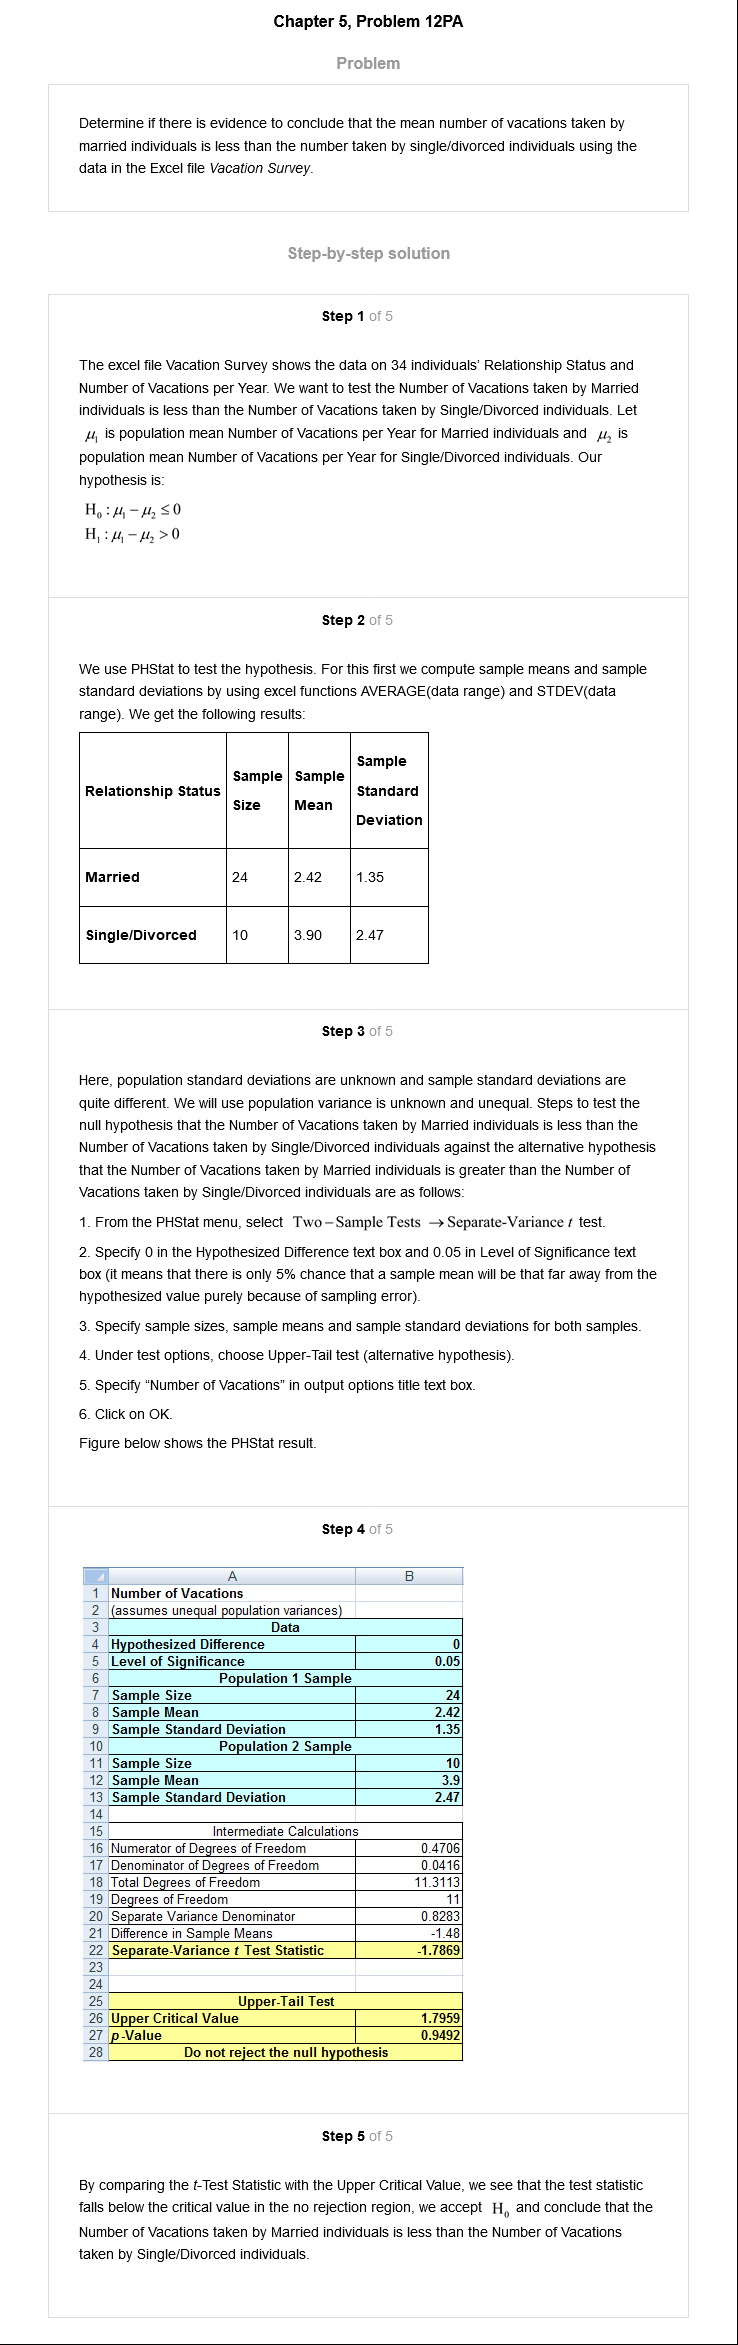 Chapter 5, Problem 12PA
Problem
Determine if there is evidence to conclude that the mean number of vacations taken by
married individuals is less than the number taken by single/divorced individuals using the
data in the Excel file Vacation Survey.
Step-by-step solution
Step 1 of 5
The excel file Vacation Survey shows the data on 34 individuals' Relationship Status and
Number of Vacations per Year. We want to test the Number of Vacations taken by Married
individuals is less than the Number of Vacations taken by Single/Divorced individuals. Let
μ₁ is population mean Number of Vacations per Year for Married individuals and μ₂ is
population mean Number of Vacations per Year for Single/Divorced individuals. Our
hypothesis is:
H₀ : μ₁ − μ₂ ≤ 0
H₁ : μ₁ − μ₂ > 0
Step 2 of 5
We use PHStat to test the hypothesis. For this first we compute sample means and sample
standard deviations by using excel functions AVERAGE(data range) and STDEV(data
range). We get the following results:
Relationship Status Sample Size Sample Mean Sample Standard Deviation
Married 24 2.42 1.35
Single/Divorced 10 3.90 2.47
Step 3 of 5
Here, population standard deviations are unknown and sample standard deviations are
quite different. We will use population variance is unknown and unequal. Steps to test the
null hypothesis that the Number of Vacations taken by Married individuals is less than the
Number of Vacations taken by Single/Divorced individuals against the alternative hypothesis
that the Number of Vacations taken by Married individuals is greater than the Number of
Vacations taken by Single/Divorced individuals are as follows:
1. From the PHStat menu, select Two−Sample Tests → Separate-Variance t test.
2. Specify 0 in the Hypothesized Difference text box and 0.05 in Level of Significance text
box (it means that there is only 5% chance that a sample mean will be that far away from the
hypothesized value purely because of sampling error).
3. Specify sample sizes, sample means and sample standard deviations for both samples.
4. Under test options, choose Upper-Tail test (alternative hypothesis).
5. Specify “Number of Vacations” in output options title text box.
6. Click on OK.
Figure below shows the PHStat result.
Step 4 of 5
A B
1 Number of Vacations
2 (assumes unequal population variances)
3 Data
4 Hypothesized Difference 0
5 Level of Significance 0.05
6 Population 1 Sample
7 Sample Size 24
8 Sample Mean 2.42
9 Sample Standard Deviation 1.35
10 Population 2 Sample
11 Sample Size 10
12 Sample Mean 3.9
13 Sample Standard Deviation 2.47
14
15 Intermediate Calculations
16 Numerator of Degrees of Freedom 0.4706
17 Denominator of Degrees of Freedom 0.0416
18 Total Degrees of Freedom 11.3113
19 Degrees of Freedom 11
20 Separate Variance Denominator 0.8283
21 Difference in Sample Means -1.48
22 Separate-Variance t Test Statistic -1.7869
23
24
25 Upper-Tail Test
26 Upper Critical Value 1.7959
27 p-Value 0.9492
28 Do not reject the null hypothesis
Step 5 of 5
By comparing the t-Test Statistic with the Upper Critical Value, we see that the test statistic
falls below the critical value in the no rejection region, we accept H₀ and conclude that the
Number of Vacations taken by Married individuals is less than the Number of Vacations
taken by Single/Divorced individuals.